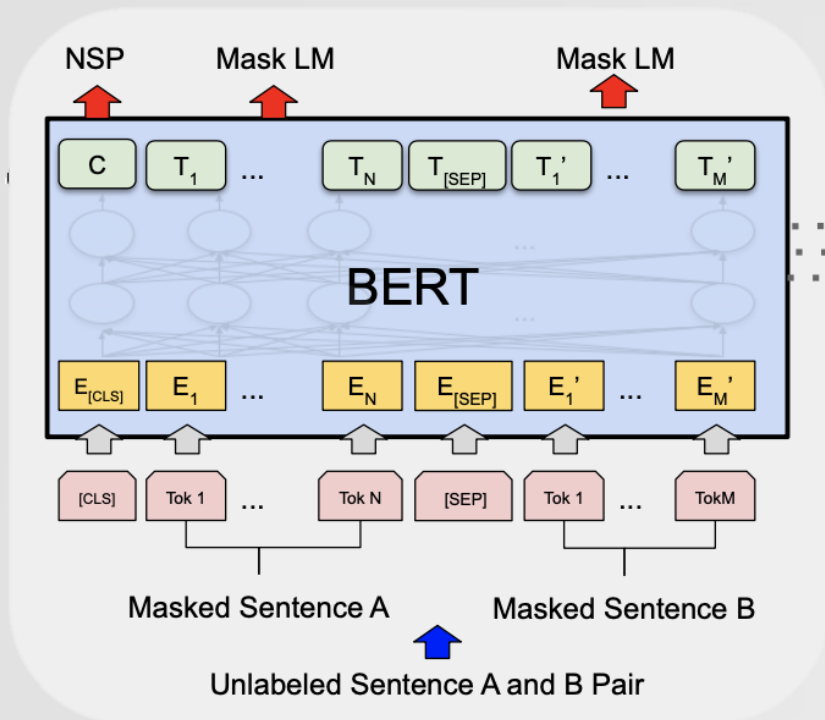 NSP Mask LM Mask LM
C T1 ... TN T[SEP] T1' ... TM'
...
BERT
...
E[CLS] E1 ... EN E[SEP] E1' ... EM'
[CLS] Tok 1 ... Tok N [SEP] Tok 1 ... TokM
Masked Sentence A Masked Sentence B
Unlabeled Sentence A and B Pair